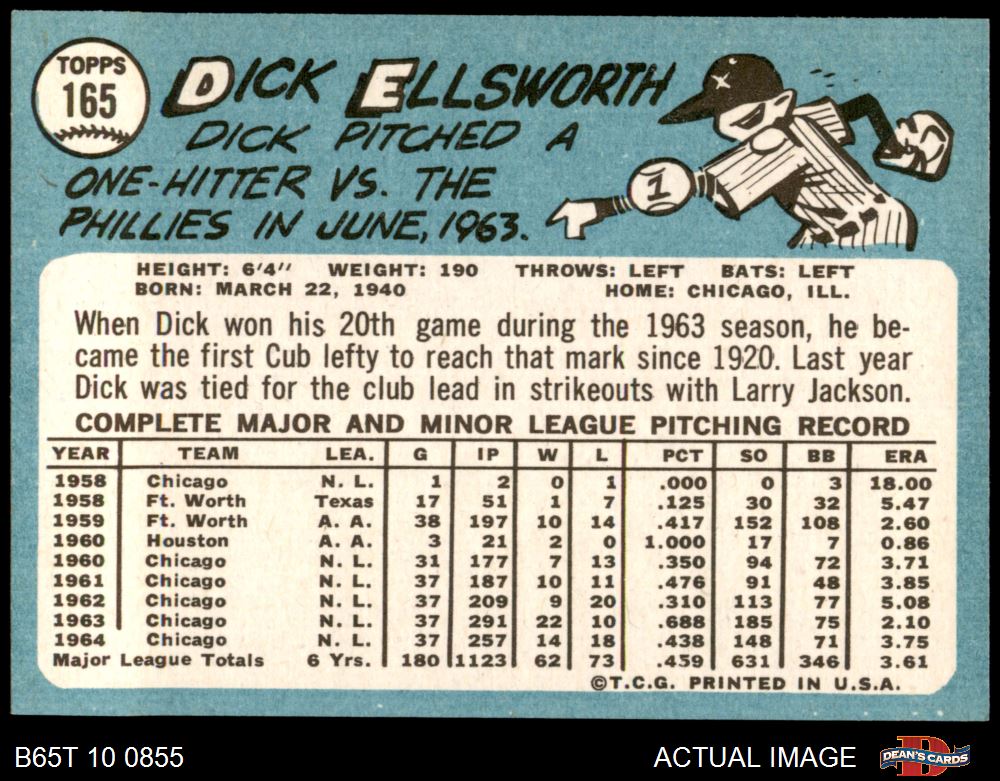 TOPPS
165
DICK ELLSWORTH
DICK PITCHED A
ONE-HITTER VS. THE
PHILLIES IN JUNE, 1963.
1
HEIGHT: 6'4" WEIGHT: 190 THROWS: LEFT BATS: LEFT
BORN: MARCH 22, 1940 HOME: CHICAGO, ILL.
When Dick won his 20th game during the 1963 season, he be-
came the first Cub lefty to reach that mark since 1920. Last year
Dick was tied for the club lead in strikeouts with Larry Jackson.
COMPLETE MAJOR AND MINOR LEAGUE PITCHING RECORD
YEAR TEAM LEA. G IP W L PCT SO BB ERA
1958 Chicago N. L. 1 2 0 1 .000 0 3 18.00
1958 Ft. Worth Texas 17 51 1 7 .125 30 32 5.47
1959 Ft. Worth A. A. 38 197 10 14 .417 152 108 2.60
1960 Houston A. A. 3 21 2 0 1.000 17 7 0.86
1960 Chicago N. L. 31 177 7 13 .350 94 72 3.71
1961 Chicago N. L. 37 187 10 11 .476 91 48 3.85
1962 Chicago N. L. 37 209 9 20 .310 113 77 5.08
1963 Chicago N. L. 37 291 22 10 .688 185 75 2.10
1964 Chicago N. L. 37 257 14 18 .438 148 71 3.75
Major League Totals 6 Yrs. 180 1123 62 73 .459 631 346 3.61
©T.C.G. PRINTED IN U.S.A.
B65T 10 0855 ACTUAL IMAGE DEAN'S CARDS